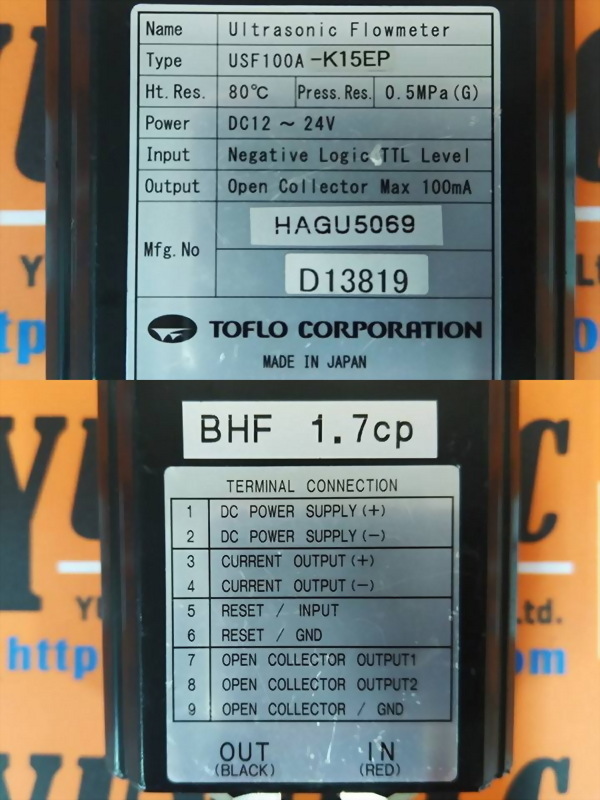 Name Ultrasonic Flowmeter
Type USF100A -K15EP
Ht. Res. 80℃ Press. Res. 0.5MPa(G)
Power DC12 ~ 24V
Input Negative Logic TTL Level
Output Open Collector Max 100mA
Mfg. No HAGU5069
D13819
TOFLO CORPORATION
MADE IN JAPAN
BHF 1.7cp
TERMINAL CONNECTION
1 DC POWER SUPPLY(+)
2 DC POWER SUPPLY(-)
3 CURRENT OUTPUT(+)
4 CURRENT OUTPUT(-)
5 RESET / INPUT
6 RESET / GND
7 OPEN COLLECTOR OUTPUT1
8 OPEN COLLECTOR OUTPUT2
9 OPEN COLLECTOR / GND
OUT IN
(BLACK) (RED)
Ltd.
http
om